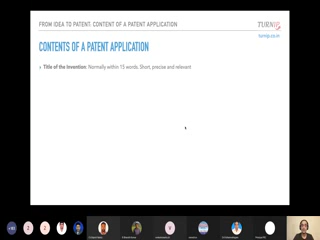 FROM IDEA TO PATENT: CONTENT OF A PATENT APPLICATION
TURNIP
turnip.co.in
CONTENTS OF A PATENT APPLICATION
› Title of the Invention: Normally within 15 words, Short, precise and relevant